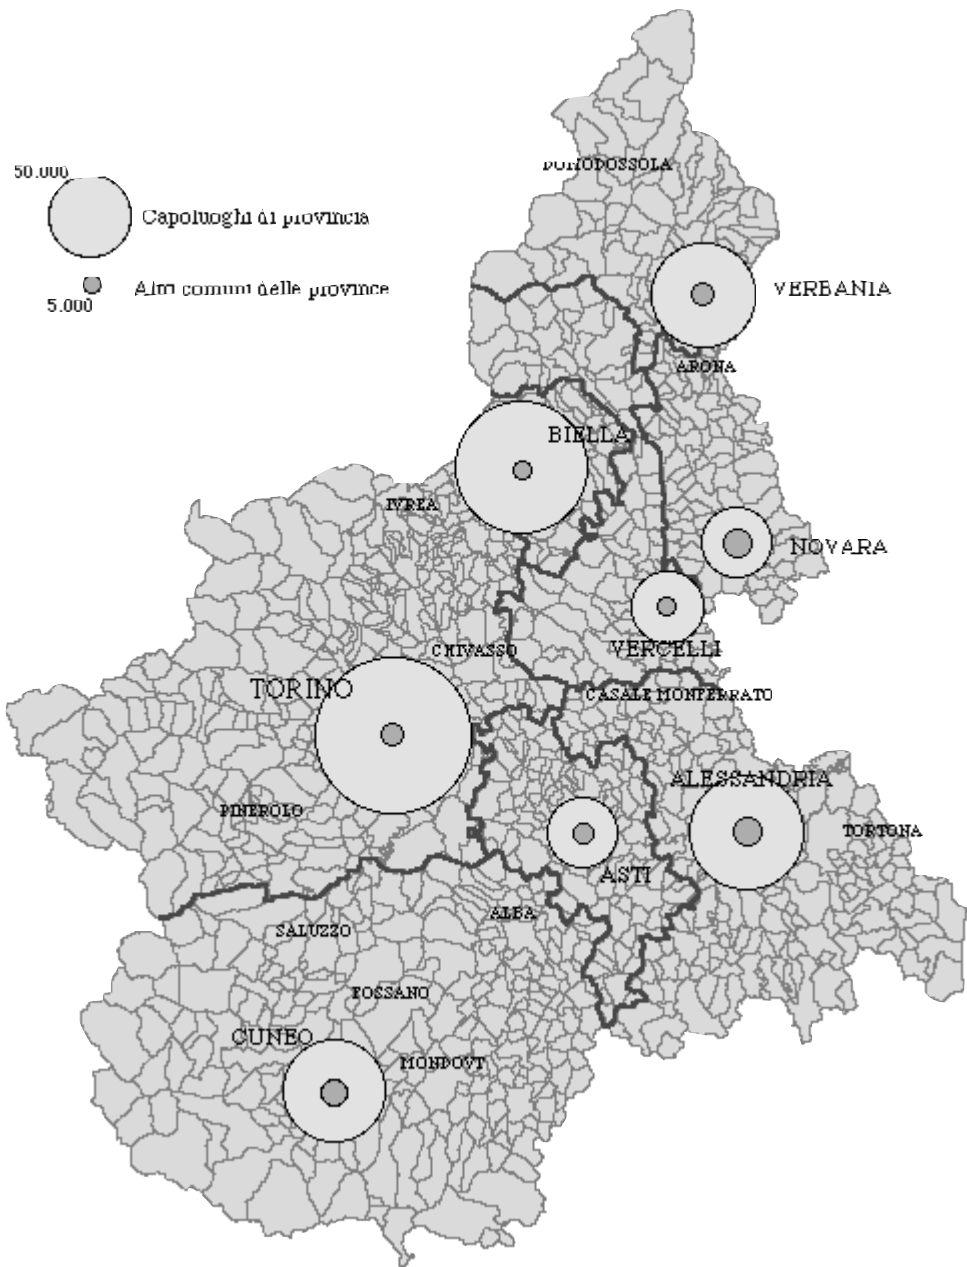 DOMODOSSOLA
50.000
Capoluoghi di provincia
Altri comuni delle province
5.000
VERBANIA
ARONA
BIELLA
IVREA
NOVARA
CHIVASSO
VERCELLI
TORINO
CASALE MONFERRATO
ALESSANDRIA
PINEROLO
TORTONA
ASTI
ALBA
SALUZZO
FOSSANO
CUNEO
MONDOVI